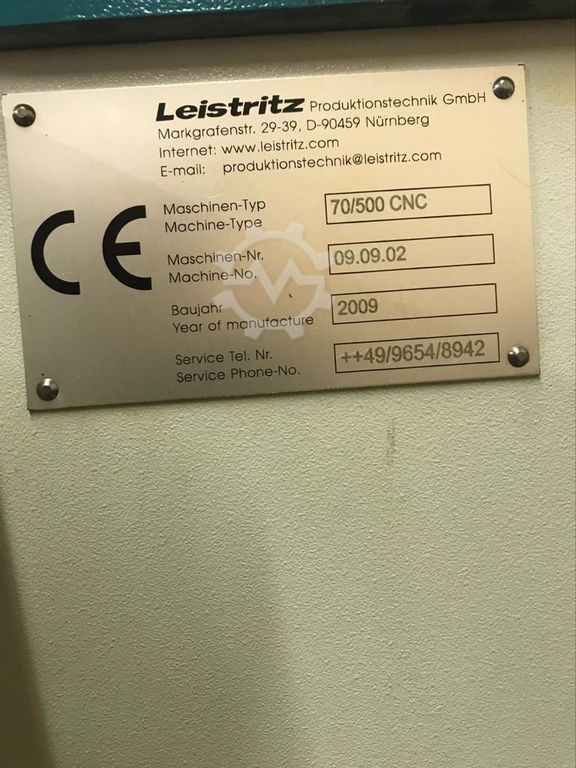 Leistritz Produktionstechnik GmbH
Markgrafenstr. 29-39, D-90459 Nürnberg
Internet: www.leistritz.com
E-mail: produktionstechnik@leistritz.com
CE
Maschinen-Typ 70/500 CNC
Machine-Type
Maschinen-Nr. 09.09.02
Machine-No.
Baujahr 2009
Year of manufacture
Service Tel. Nr. ++49/9654/8942
Service Phone-No.